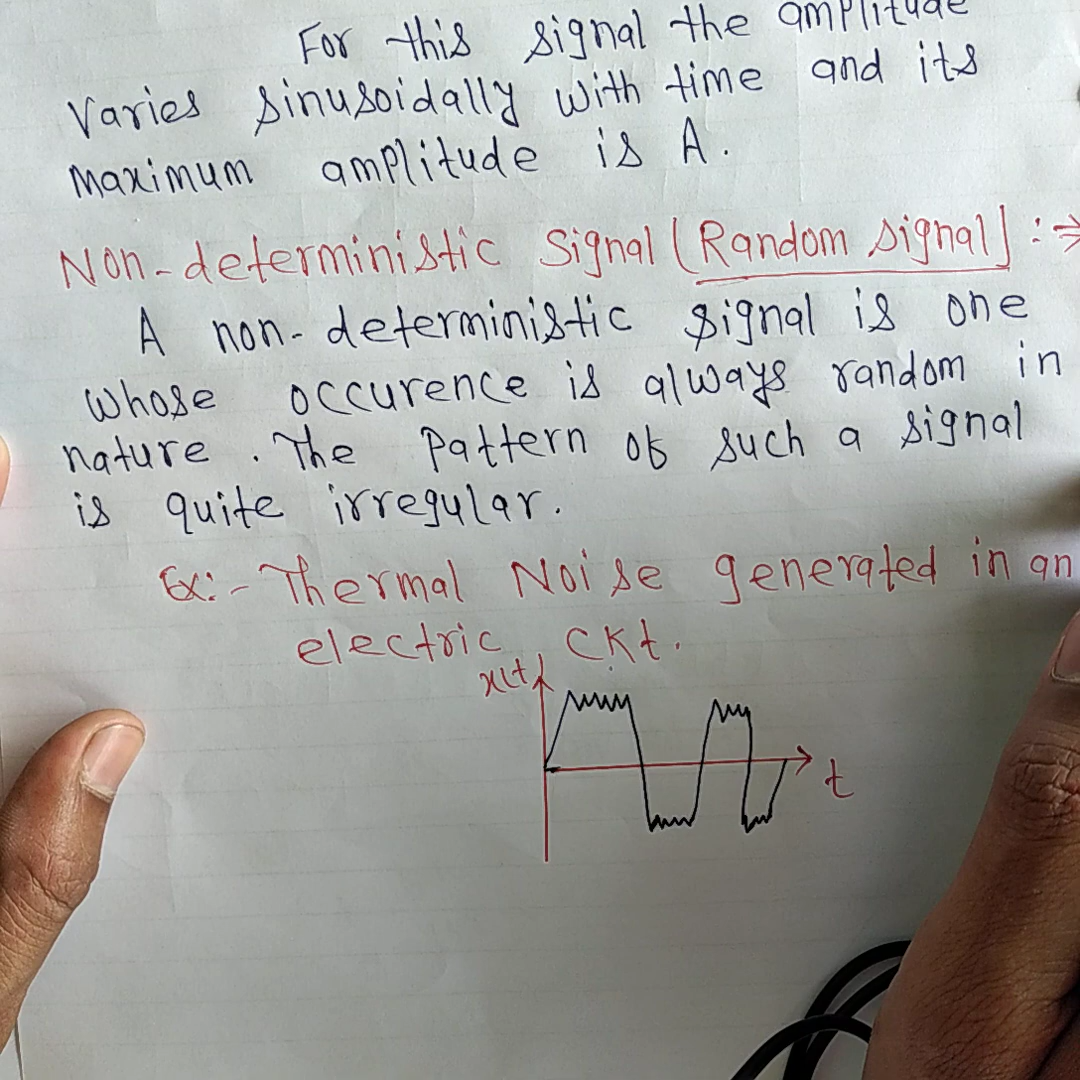 For this signal the amplitude
varies sinusoidally with time and its
maximum amplitude is A.
Non-deterministic Signal (Random signal) :→
A non-deterministic signal is one
whose occurence is always random in
nature. The pattern of such a signal
is quite irregular.
Ex:- Thermal Noise generated in an
electric ckt.
x(t)
t